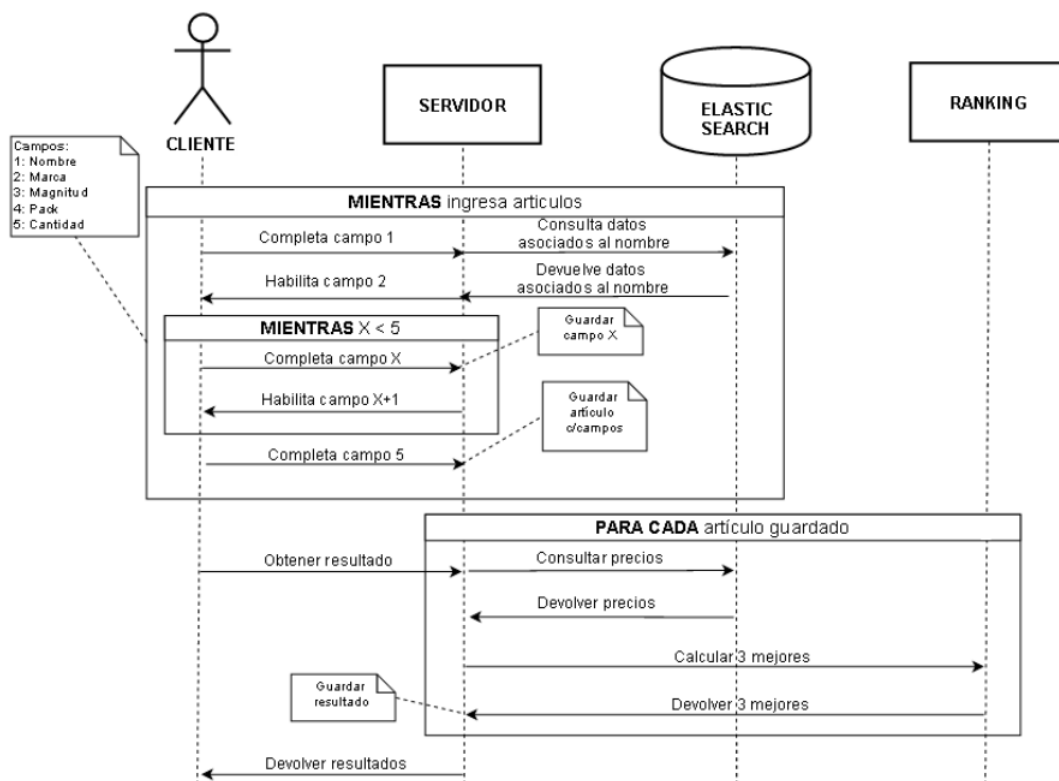 SERVIDOR
ELASTIC
SEARCH
RANKING
CLIENTE
Campos:
1: Nombre
2: Marca
3: Magnitud
4: Pack
5: Cantidad
MIENTRAS ingresa articulos
Completa campo 1
Consulta datos
asociados al nombre
Habilita campo 2
Devuelve datos
asociados al nombre
MIENTRAS X < 5
Guardar
campo X
Completa campo X
Habilita campo X+1
Guardar
artículo
c/campos
Completa campo 5
PARA CADA artículo guardado
Obtener resultado
Consultar precios
Devolver precios
Calcular 3 mejores
Guardar
resultado
Devolver 3 mejores
Devolver resultados